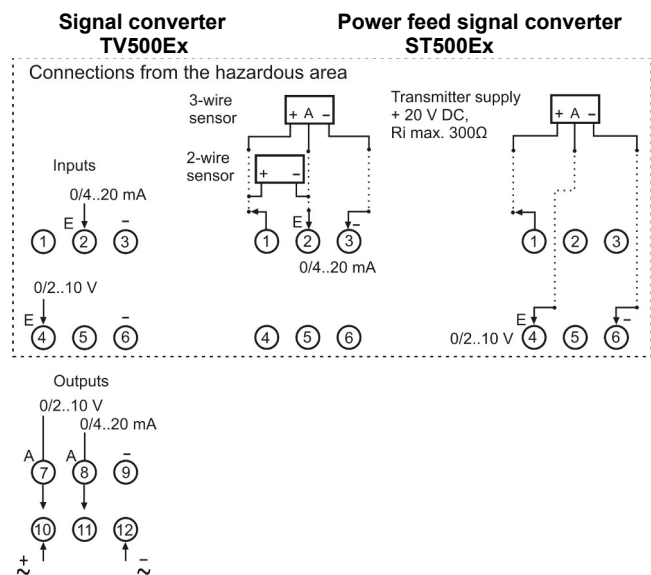 Signal converter
TV500Ex
Power feed signal converter
ST500Ex
Connections from the hazardous area
Inputs
0/4..20 mA
E
–
1 2 3
0/2..10 V
E
–
4 5 6
3-wire
sensor
+ A –
2-wire
sensor
+ –
E
–
1 2 3
0/4..20 mA
4 5 6
Transmitter supply
+ 20 V DC,
Ri max. 300Ω
+ A –
1 2 3
E
–
0/2..10 V 4 5 6
Outputs
0/2..10 V
0/4..20 mA
A A –
7 8 9
10 11 12
+ –
~ ~